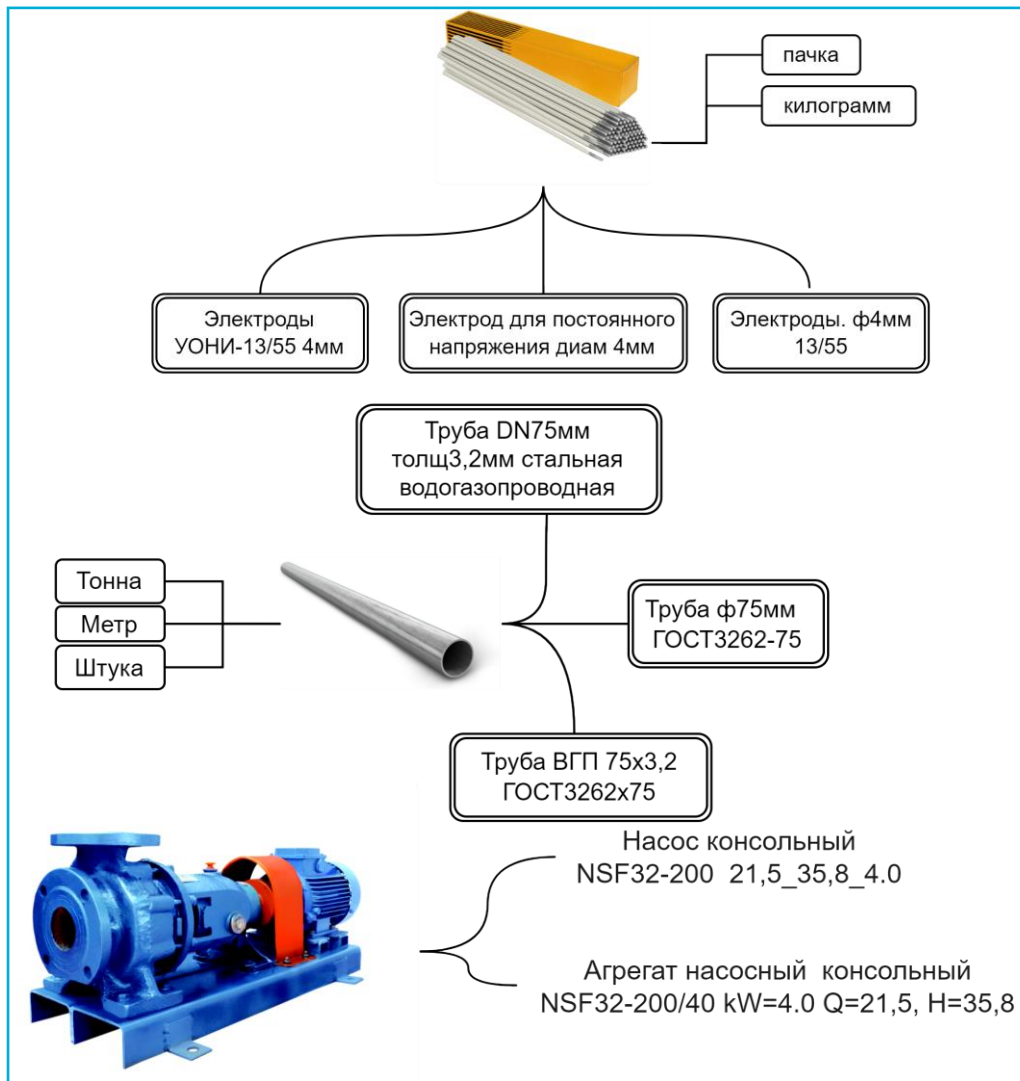 пачка
килограмм
Электроды
УОНИ-13/55 4мм
Электрод для постоянного
напряжения диам 4мм
Электроды. ф4мм
13/55
Труба DN75мм
толщ3,2мм стальная
водогазопроводная
Тонна
Метр
Штука
Труба ф75мм
ГОСТ3262-75
Труба ВГП 75х3,2
ГОСТ3262х75
Насос консольный
NSF32-200 21,5_35,8_4.0
Агрегат насосный консольный
NSF32-200/40 kW=4.0 Q=21,5, H=35,8